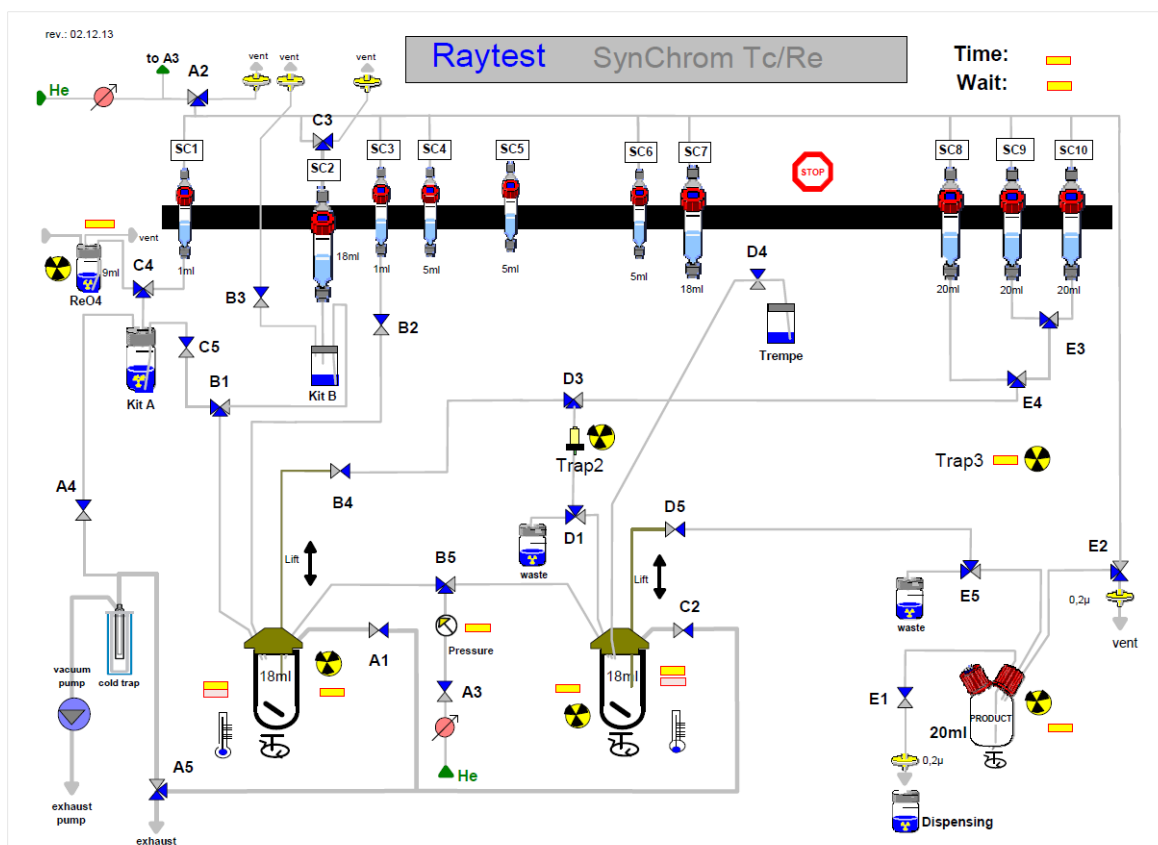 rev.: 02.12.13
Raytest SynChrom Tc/Re
Time:
Wait:
to A3
A2
vent
vent
vent
He
C3
SC1
SC2
SC3
SC4
SC5
SC6
SC7
SC8
SC9
SC10
STOP
vent
9ml
ReO4
C4
1ml
18ml
1ml
5ml
5ml
5ml
18ml
20ml
20ml
20ml
D4
B3
B2
C5
Kit A
Kit B
Trempe
E3
B1
D3
E4
Trap2
Trap3
A4
B4
D5
D1
waste
Lift
B5
Lift
E2
E5
0,2µ
waste
vent
C2
A1
Pressure
vacuum
pump
cold trap
18ml
18ml
A3
E1
PRODUCT
20ml
He
0,2µ
A5
exhaust
pump
exhaust
Dispensing